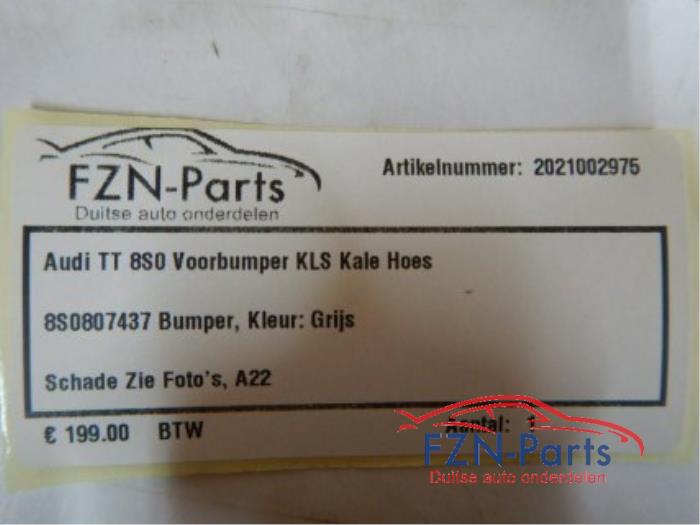 FZN-Parts
Duitse auto onderdelen
Artikelnummer: 2021002975
Audi TT 8S0 Voorbumper KLS Kale Hoes
8S0807437 Bumper, Kleur: Grijs
Schade Zie Foto's, A22
€ 199.00 BTW Aantal: 1
FZN-Parts
Duitse auto onderdelen